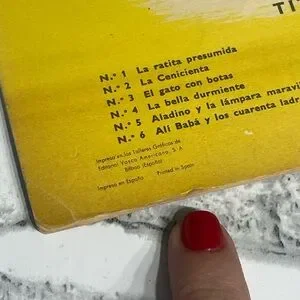 TI
N.º 1 La ratita presumida
N.º 2 La Cenicienta
N.º 3 El gato con botas
N.º 4 La bella durmiente
N.º 5 Aladino y la lámpara maravi
N.º 6 Alí Babá y los cuarenta ladr
Impreso en los Talleres Gráficos de
Editorial Vasco Americana, S. A.
Bilbao (España)
Impreso en España Printed in Spain